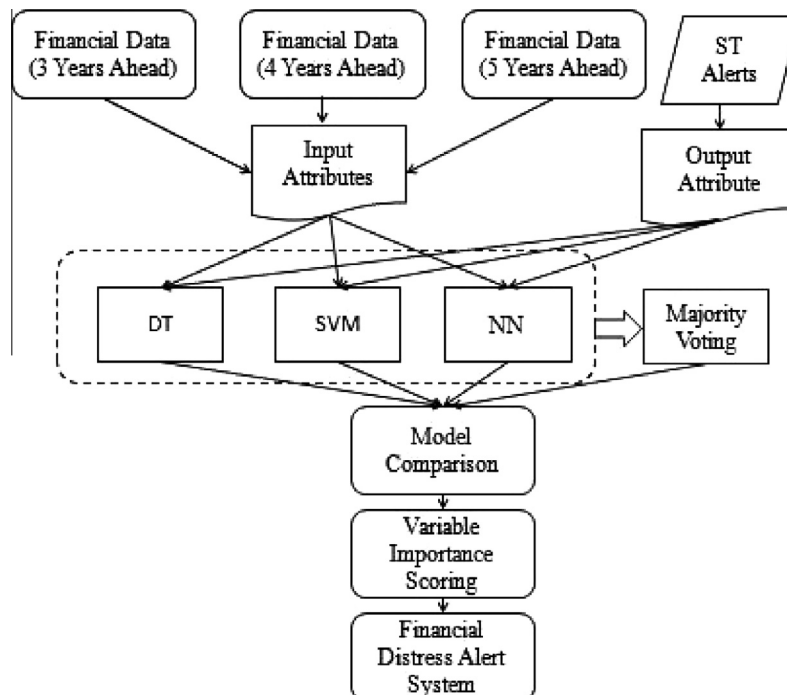 Financial Data
(3 Years Ahead)
Financial Data
(4 Years Ahead)
Financial Data
(5 Years Ahead)
ST
Alerts
Input
Attributes
Output
Attribute
DT
SVM
NN
Majority
Voting
Model
Comparison
Variable
Importance
Scoring
Financial
Distress Alert
System